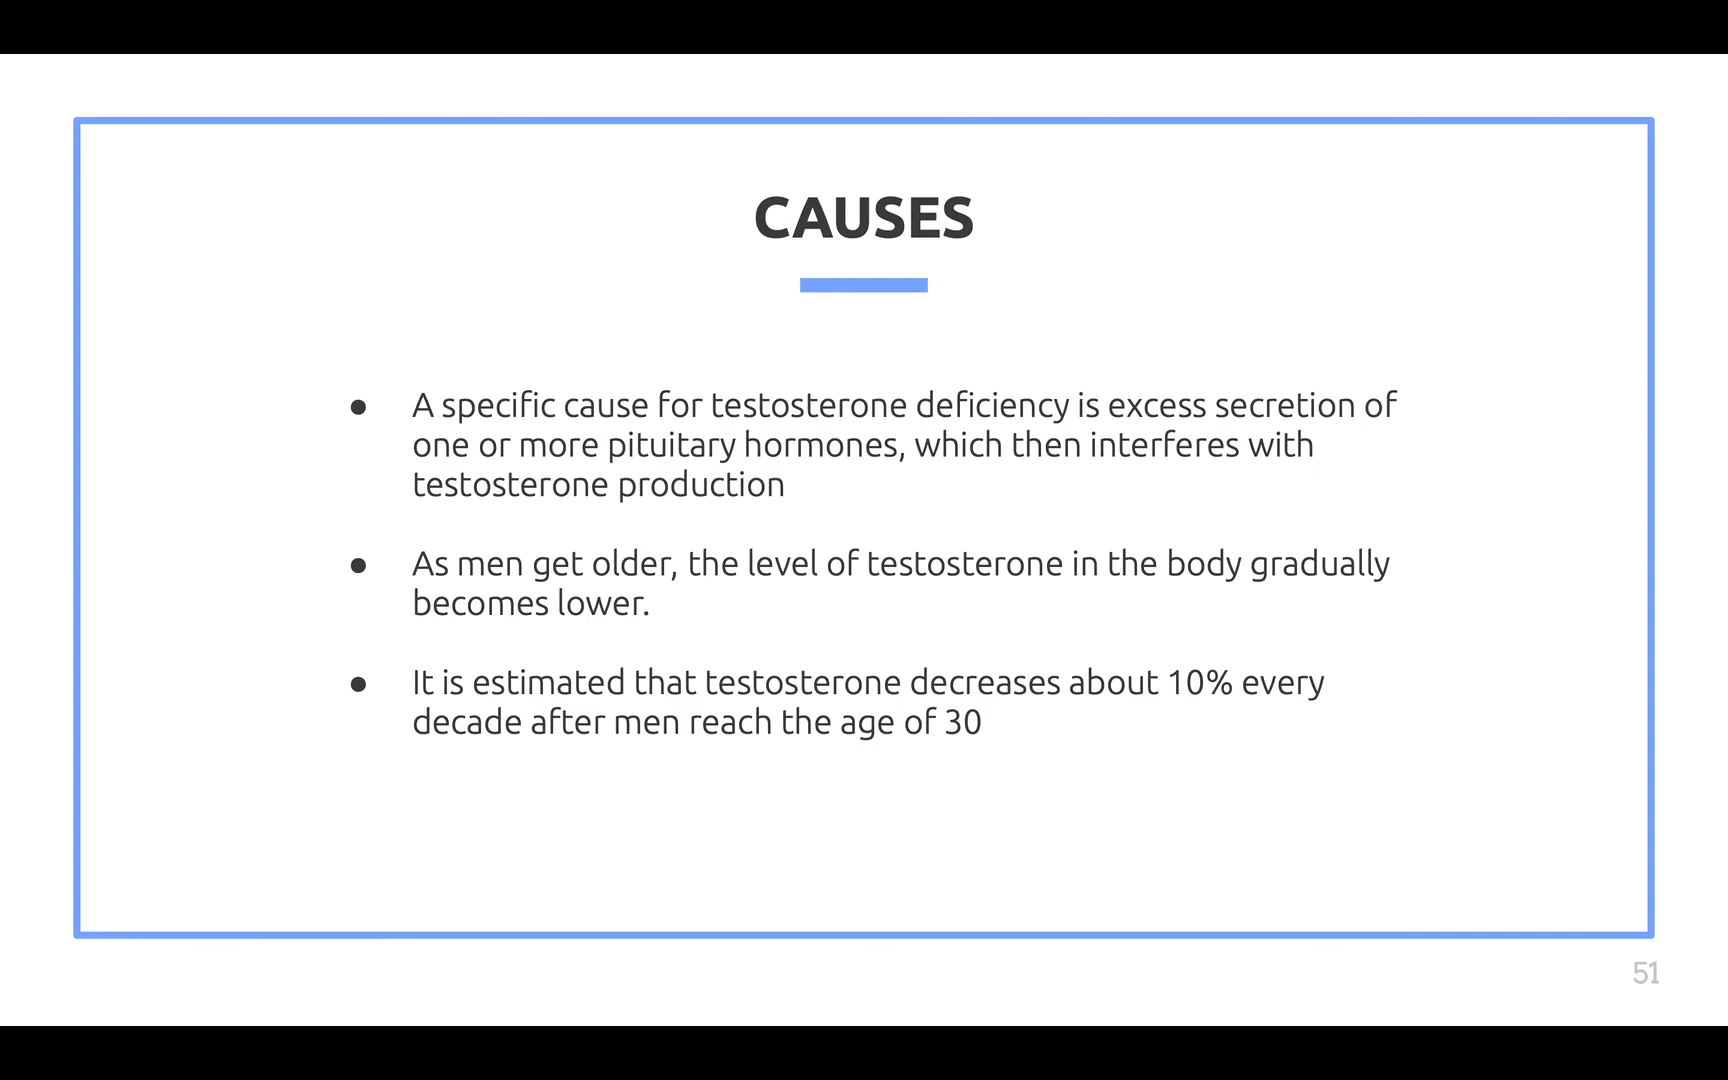 CAUSES
● A specific cause for testosterone deficiency is excess secretion of
one or more pituitary hormones, which then interferes with
testosterone production
● As men get older, the level of testosterone in the body gradually
becomes lower.
● It is estimated that testosterone decreases about 10% every
decade after men reach the age of 30
51